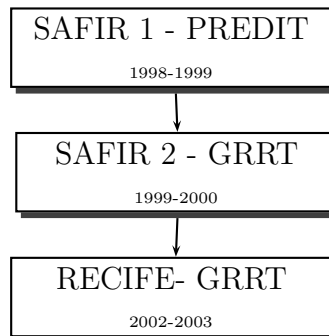 SAFIR 1 - PREDIT
1998-1999
SAFIR 2 - GRRT
1999-2000
RECIFE- GRRT
2002-2003